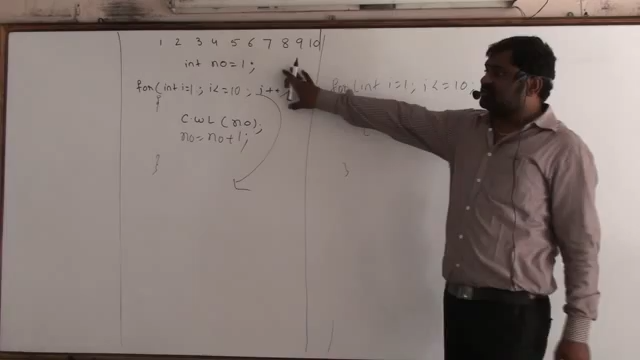 1 2 3 4 5 6 7 8 9 10
int no=1;
for( int i=1 ; i<=10 ; i++
{
C.WL(no);
no=no+1;
}
for(int i=1; i<=10;
{
}